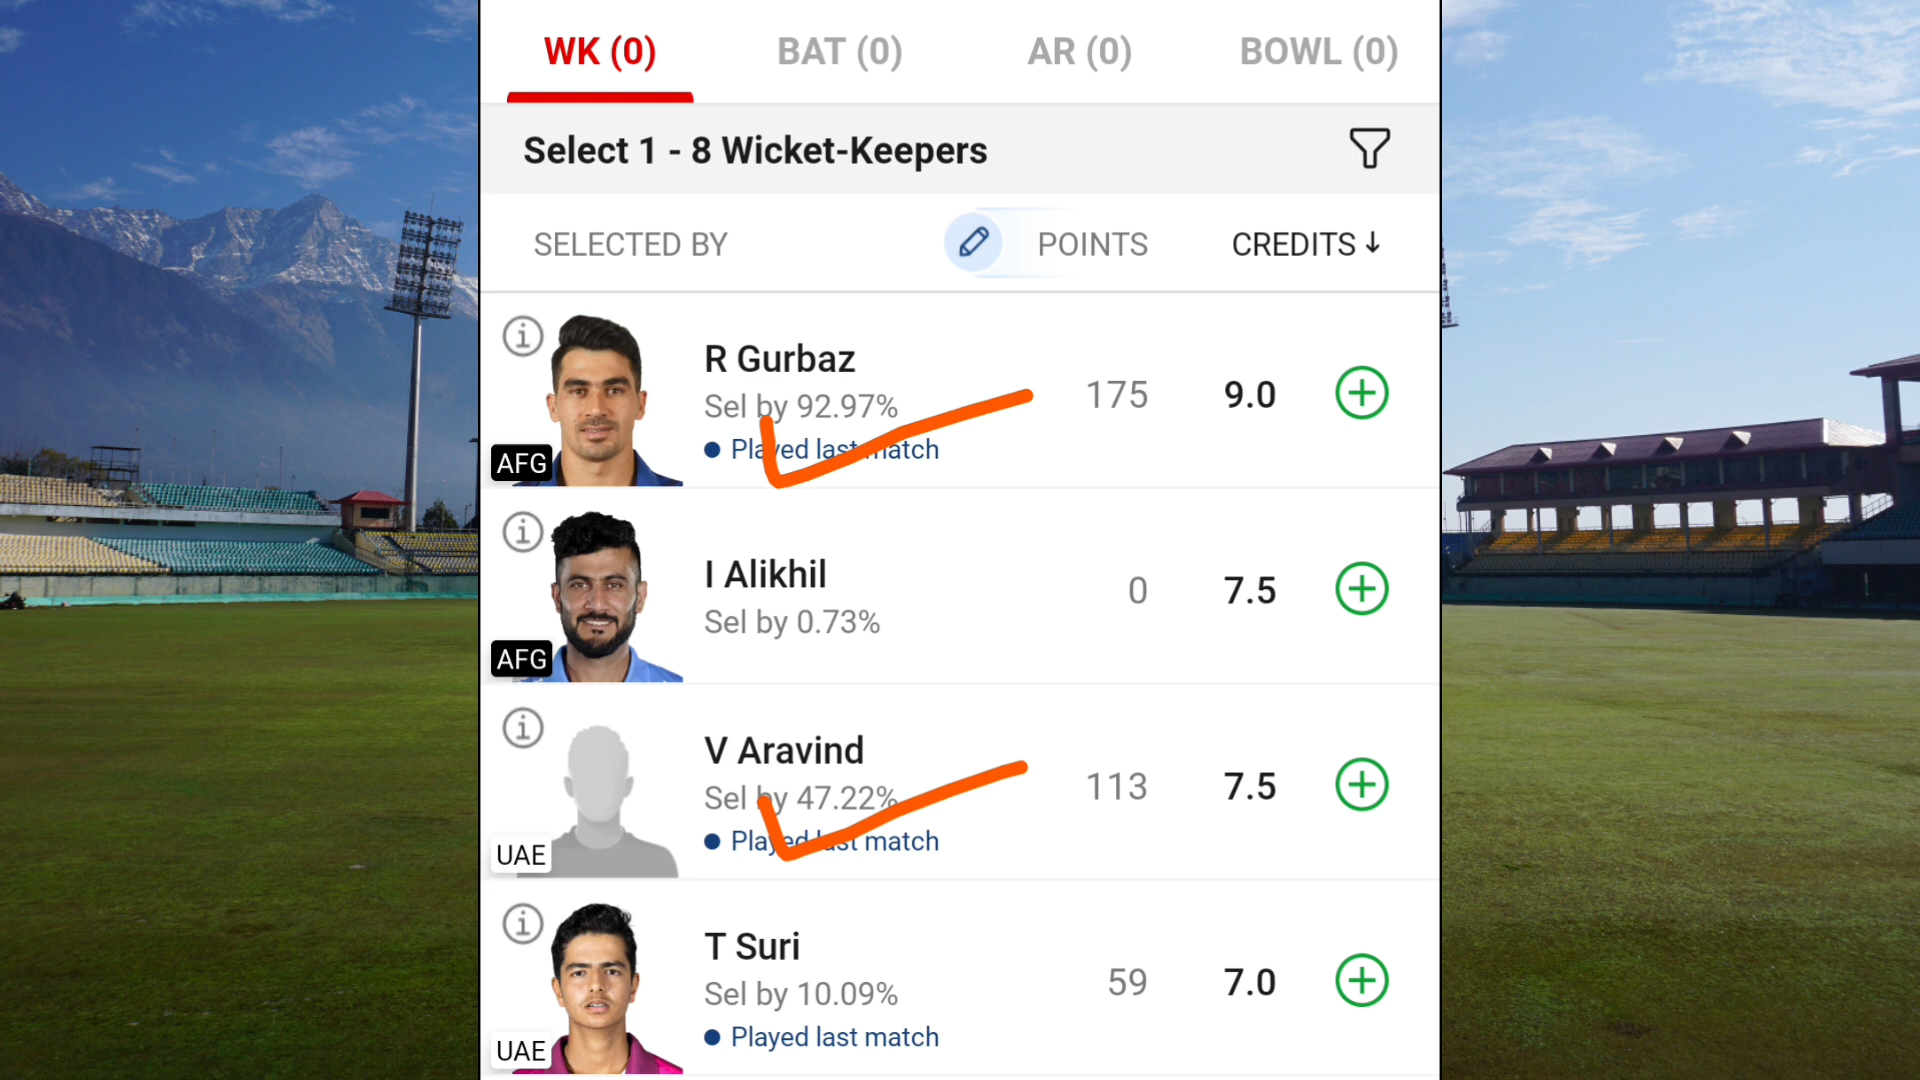 WK (0) BAT (0) AR (0) BOWL (0)
Select 1 - 8 Wicket-Keepers
SELECTED BY POINTS CREDITS ↓
R Gurbaz
Sel by 92.97% 175 9.0
Played last match
AFG
I Alikhil
Sel by 0.73% 0 7.5
AFG
V Aravind
Sel by 47.22% 113 7.5
Played last match
UAE
T Suri
Sel by 10.09% 59 7.0
Played last match
UAE